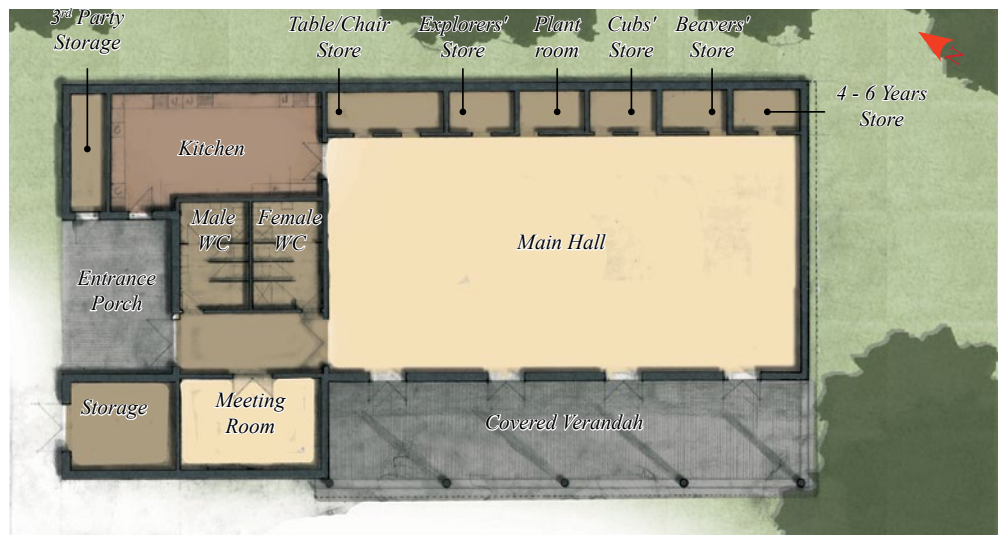 3rd Party
Storage
Table/Chair
Store
Explorers'
Store
Plant
room
Cubs'
Store
Beavers'
Store
4 - 6 Years
Store
Kitchen
Male
WC
Female
WC
Main Hall
Entrance
Porch
Storage
Meeting
Room
Covered Verandah
N